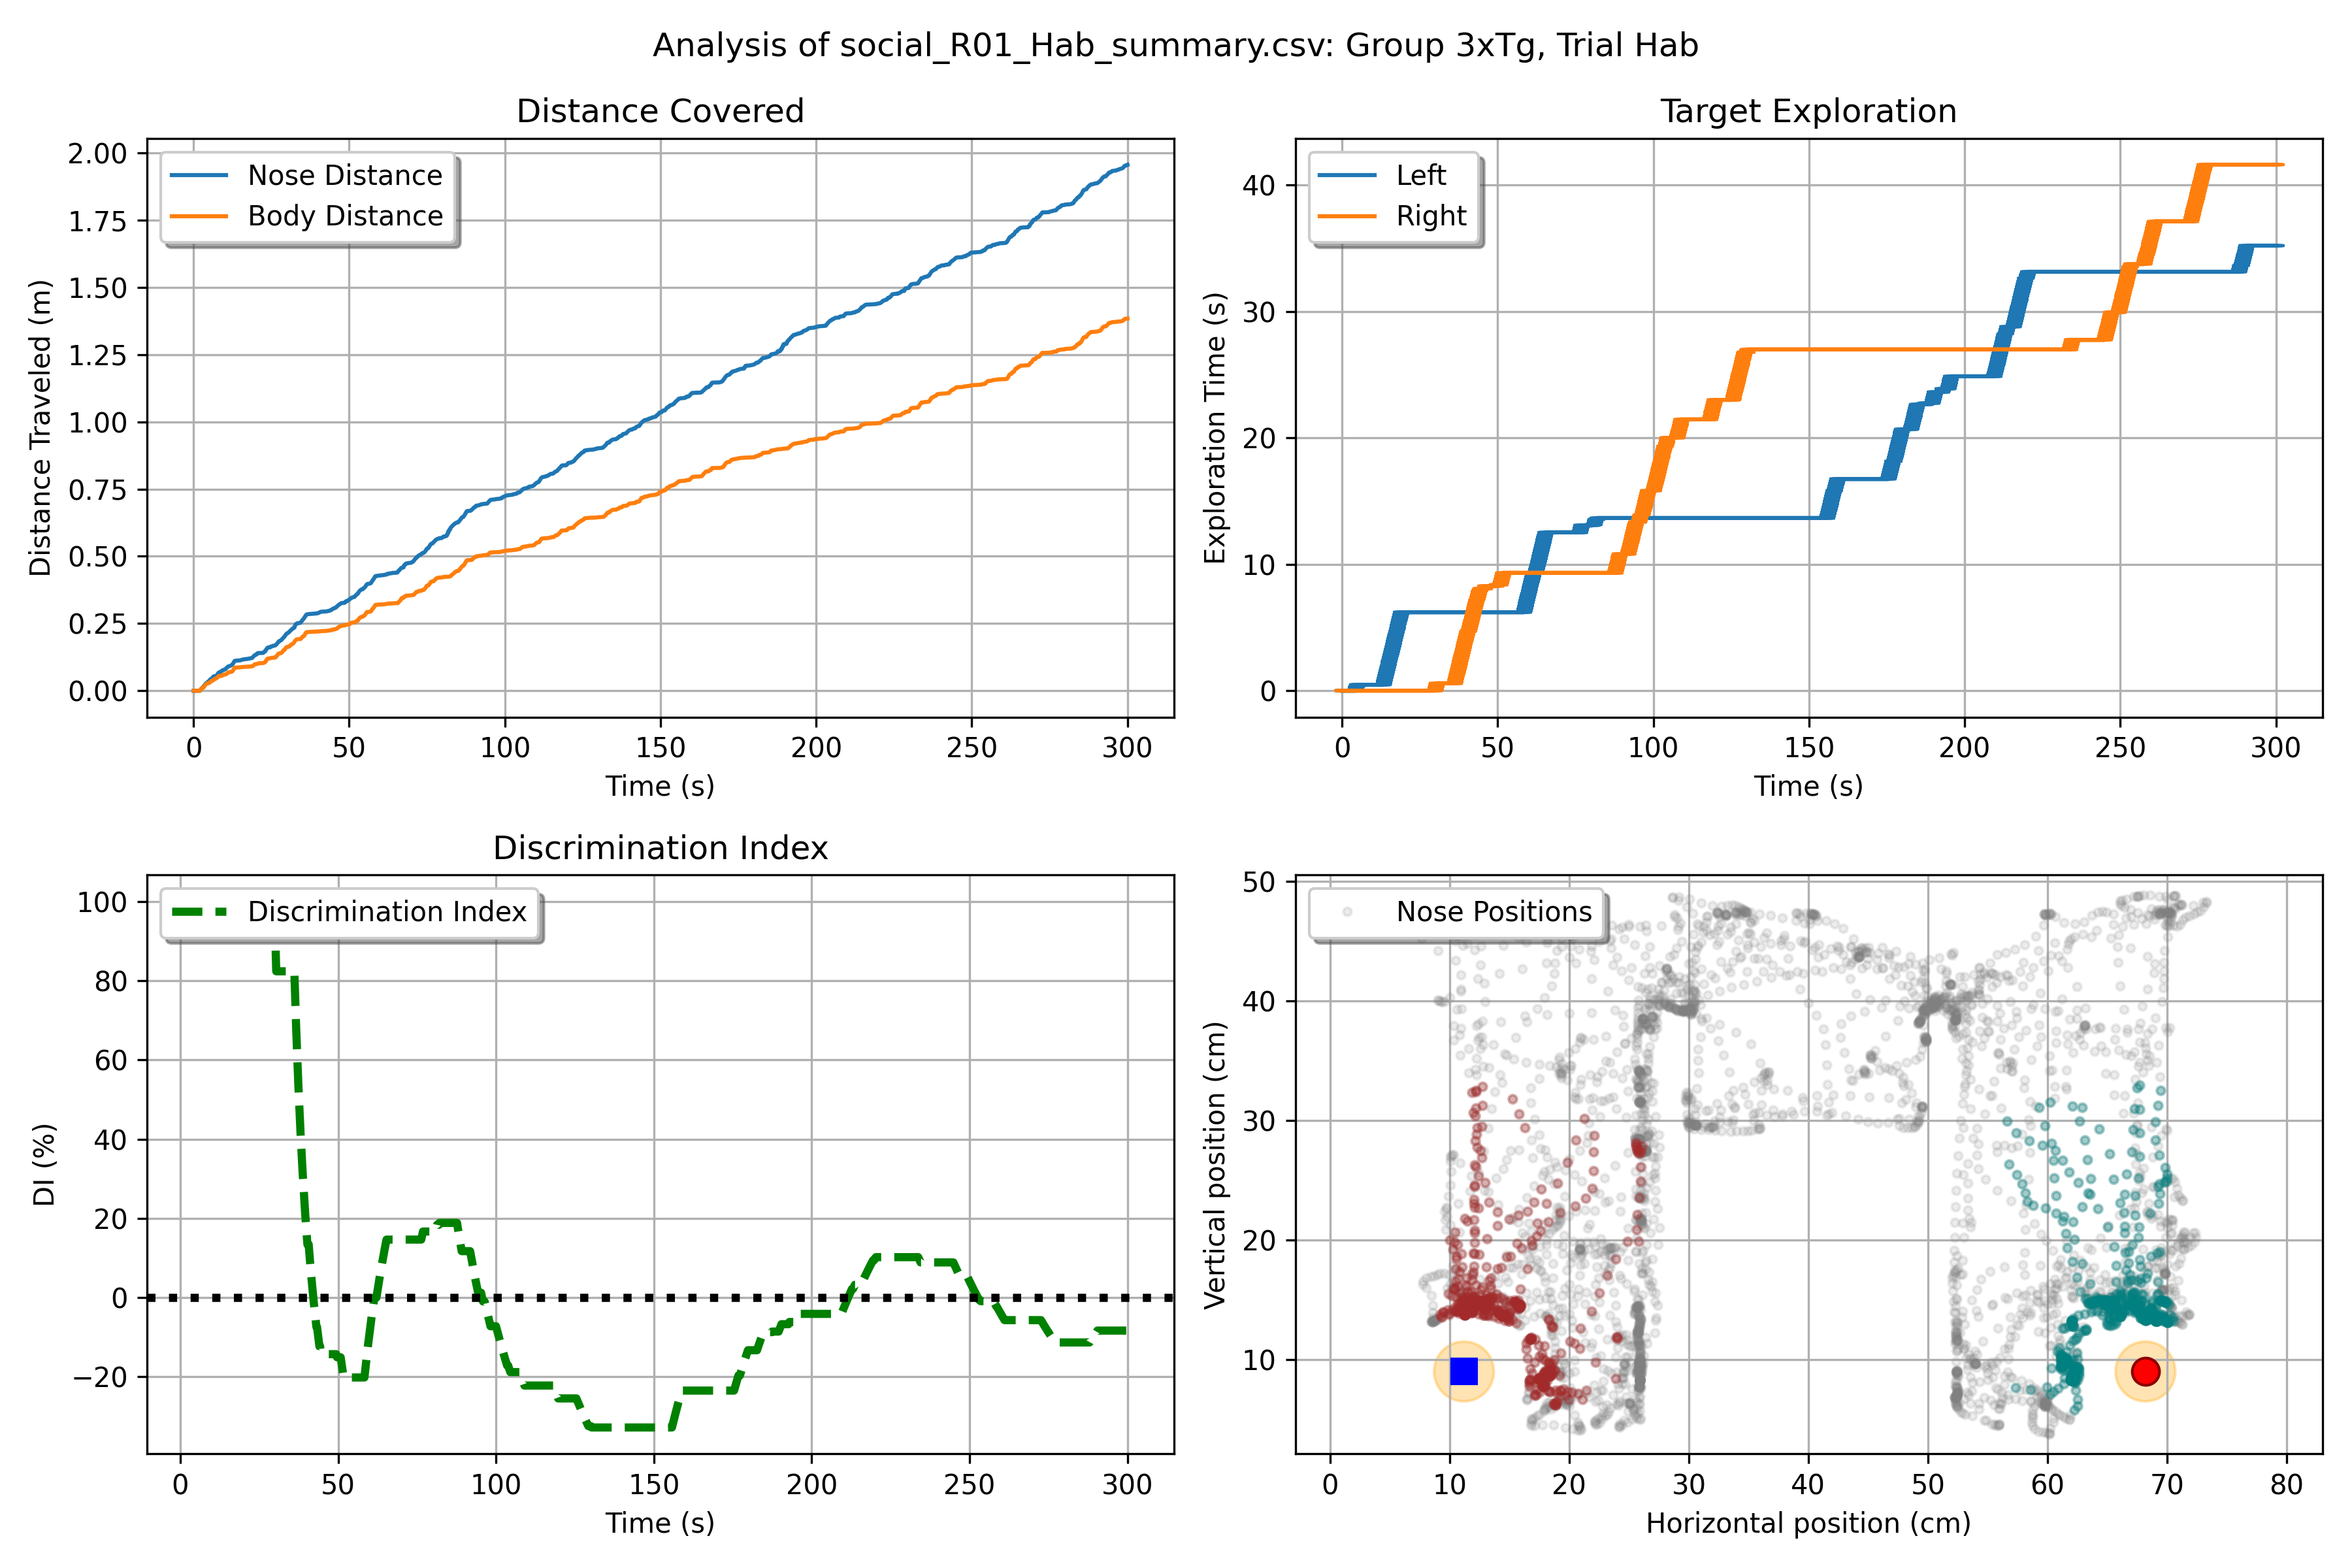 Analysis of social_R01_Hab_summary.csv: Group 3xTg, Trial Hab
Distance Covered
Nose Distance
Body Distance
Distance Traveled (m)
2.00
1.75
1.50
1.25
1.00
0.75
0.50
0.25
0.00
0 50 100 150 200 250 300
Time (s)
Target Exploration
Left
Right
Exploration Time (s)
40
30
20
10
0
0 50 100 150 200 250 300
Time (s)
Discrimination Index
Discrimination Index
DI (%)
100
80
60
40
20
0
−20
0 50 100 150 200 250 300
Time (s)
Nose Positions
Vertical position (cm)
50
40
30
20
10
0 10 20 30 40 50 60 70 80
Horizontal position (cm)